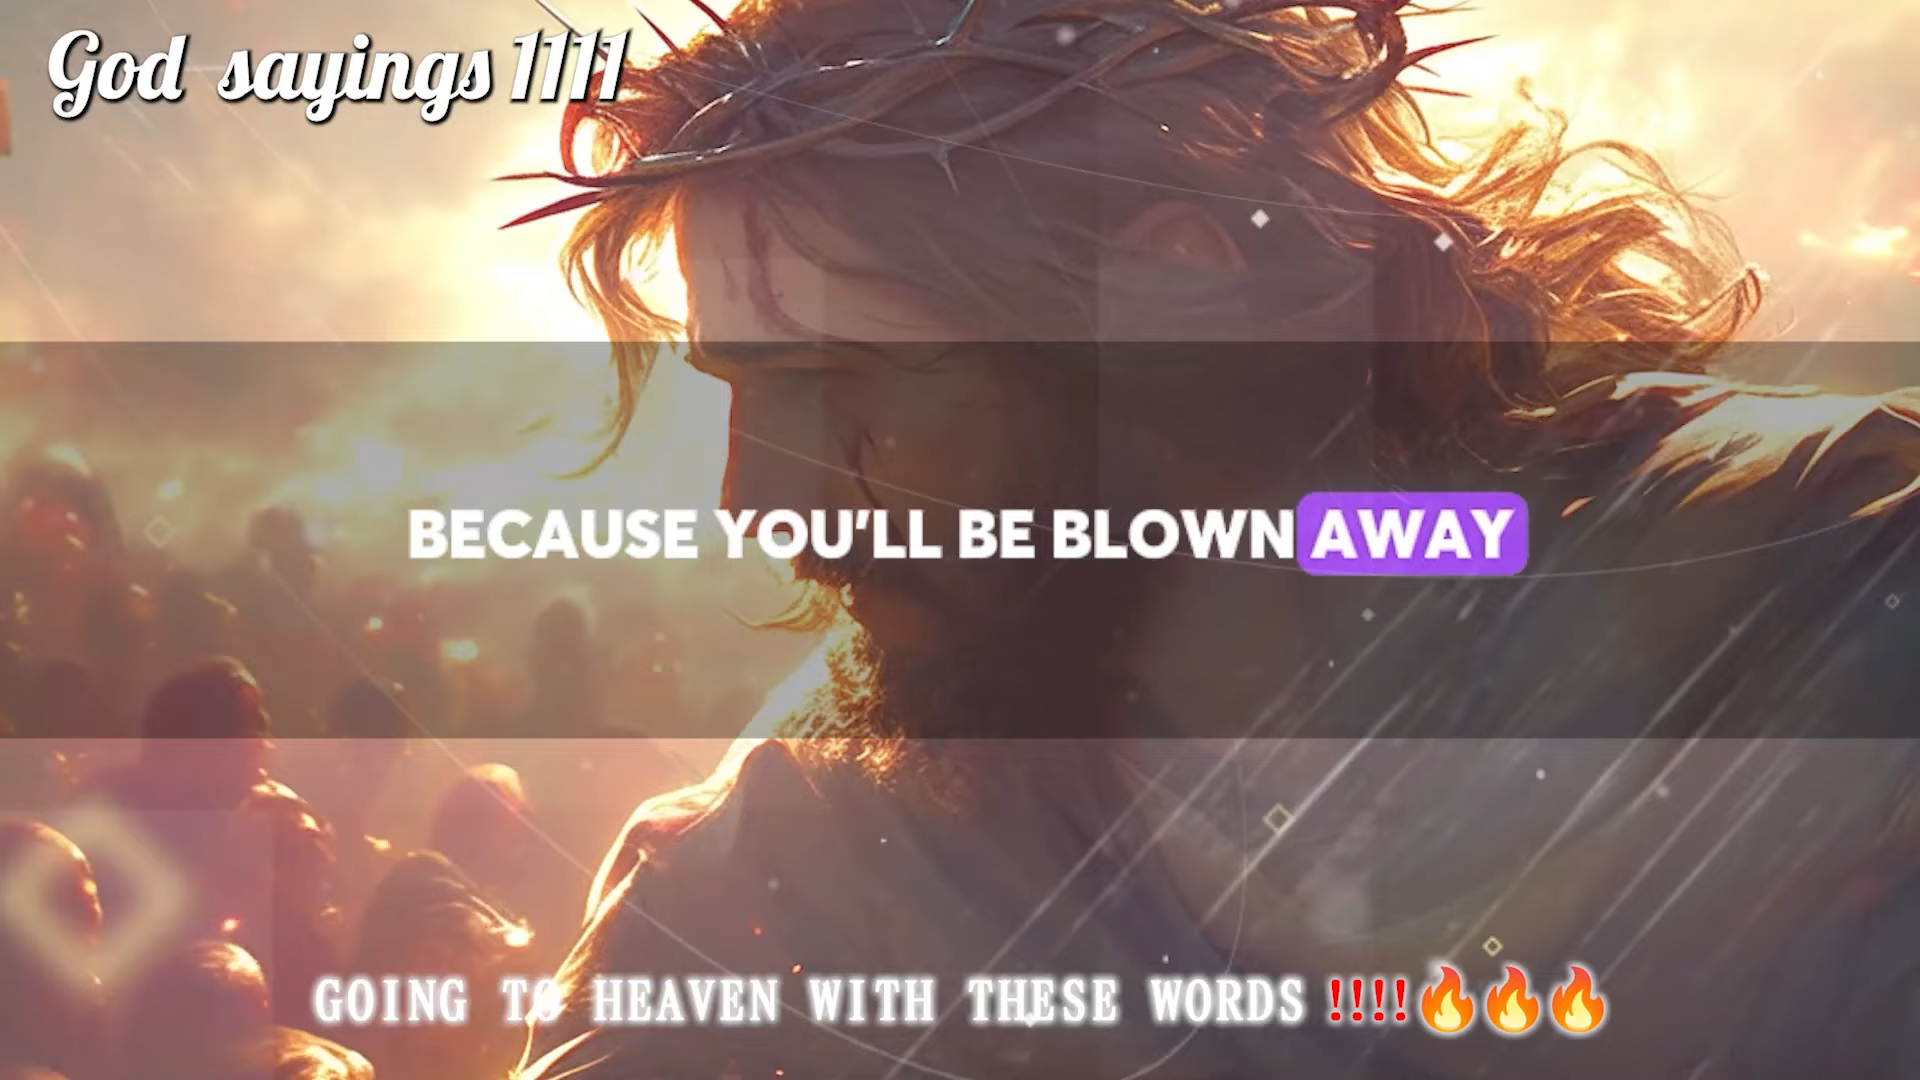 God sayings 1111
BECAUSE YOU'LL BE BLOWN AWAY
GOING TO HEAVEN WITH THESE WORDS !!!!🔥🔥🔥